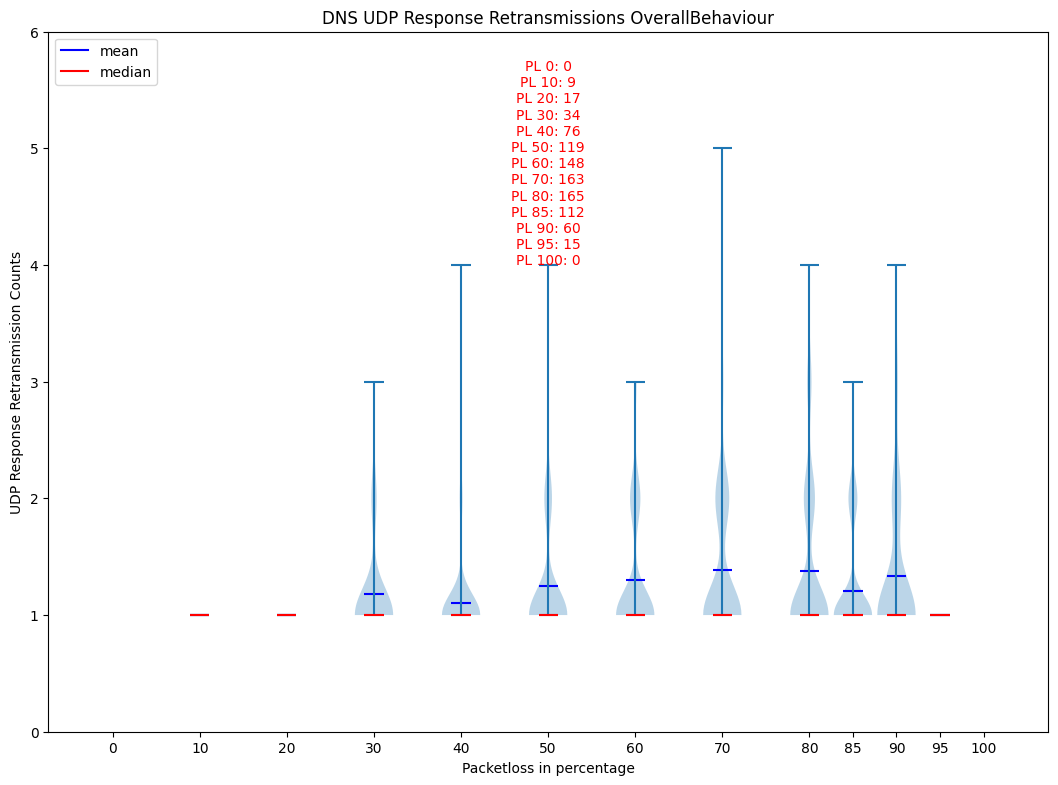 DNS UDP Response Retransmissions OverallBehaviour
mean
median
PL 0: 0
PL 10: 9
PL 20: 17
PL 30: 34
PL 40: 76
PL 50: 119
PL 60: 148
PL 70: 163
PL 80: 165
PL 85: 112
PL 90: 60
PL 95: 15
PL 100: 0
UDP Response Retransmission Counts
6
5
4
3
2
1
0
0 10 20 30 40 50 60 70 80 85 90 95 100
Packetloss in percentage